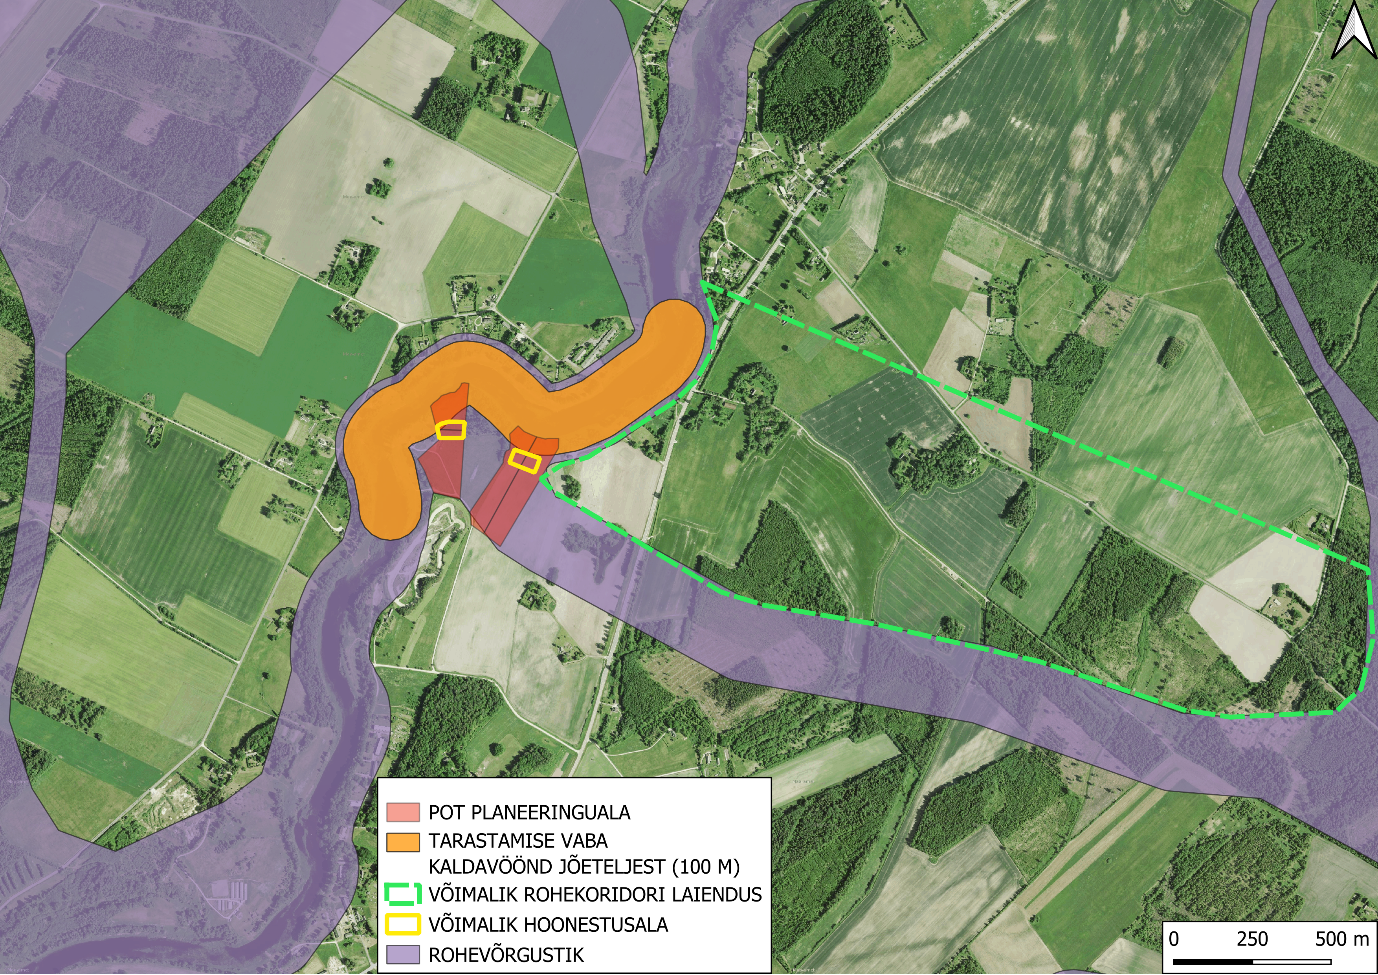 POT PLANEERINGUALA
TARASTAMISE VABA
KALDAVÖÖND JÕETELJEST (100 M)
VÕIMALIK ROHEKORIDORI LAIENDUS
VÕIMALIK HOONESTUSALA
ROHEVÕRGUSTIK
0 250 500 m